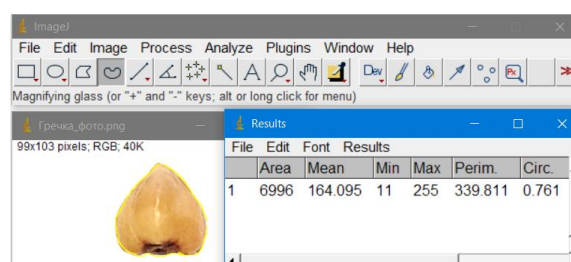 ImageJ
File Edit Image Process Analyze Plugins Window Help
A Dev Px >>
Magnifying glass (or "+" and "-" keys; alt or long click for menu)
Гречка_фото.png
99x103 pixels; RGB; 40K
Results
File Edit Font Results
Area Mean Min Max Perim. Circ.
1 6996 164.095 11 255 339.811 0.761